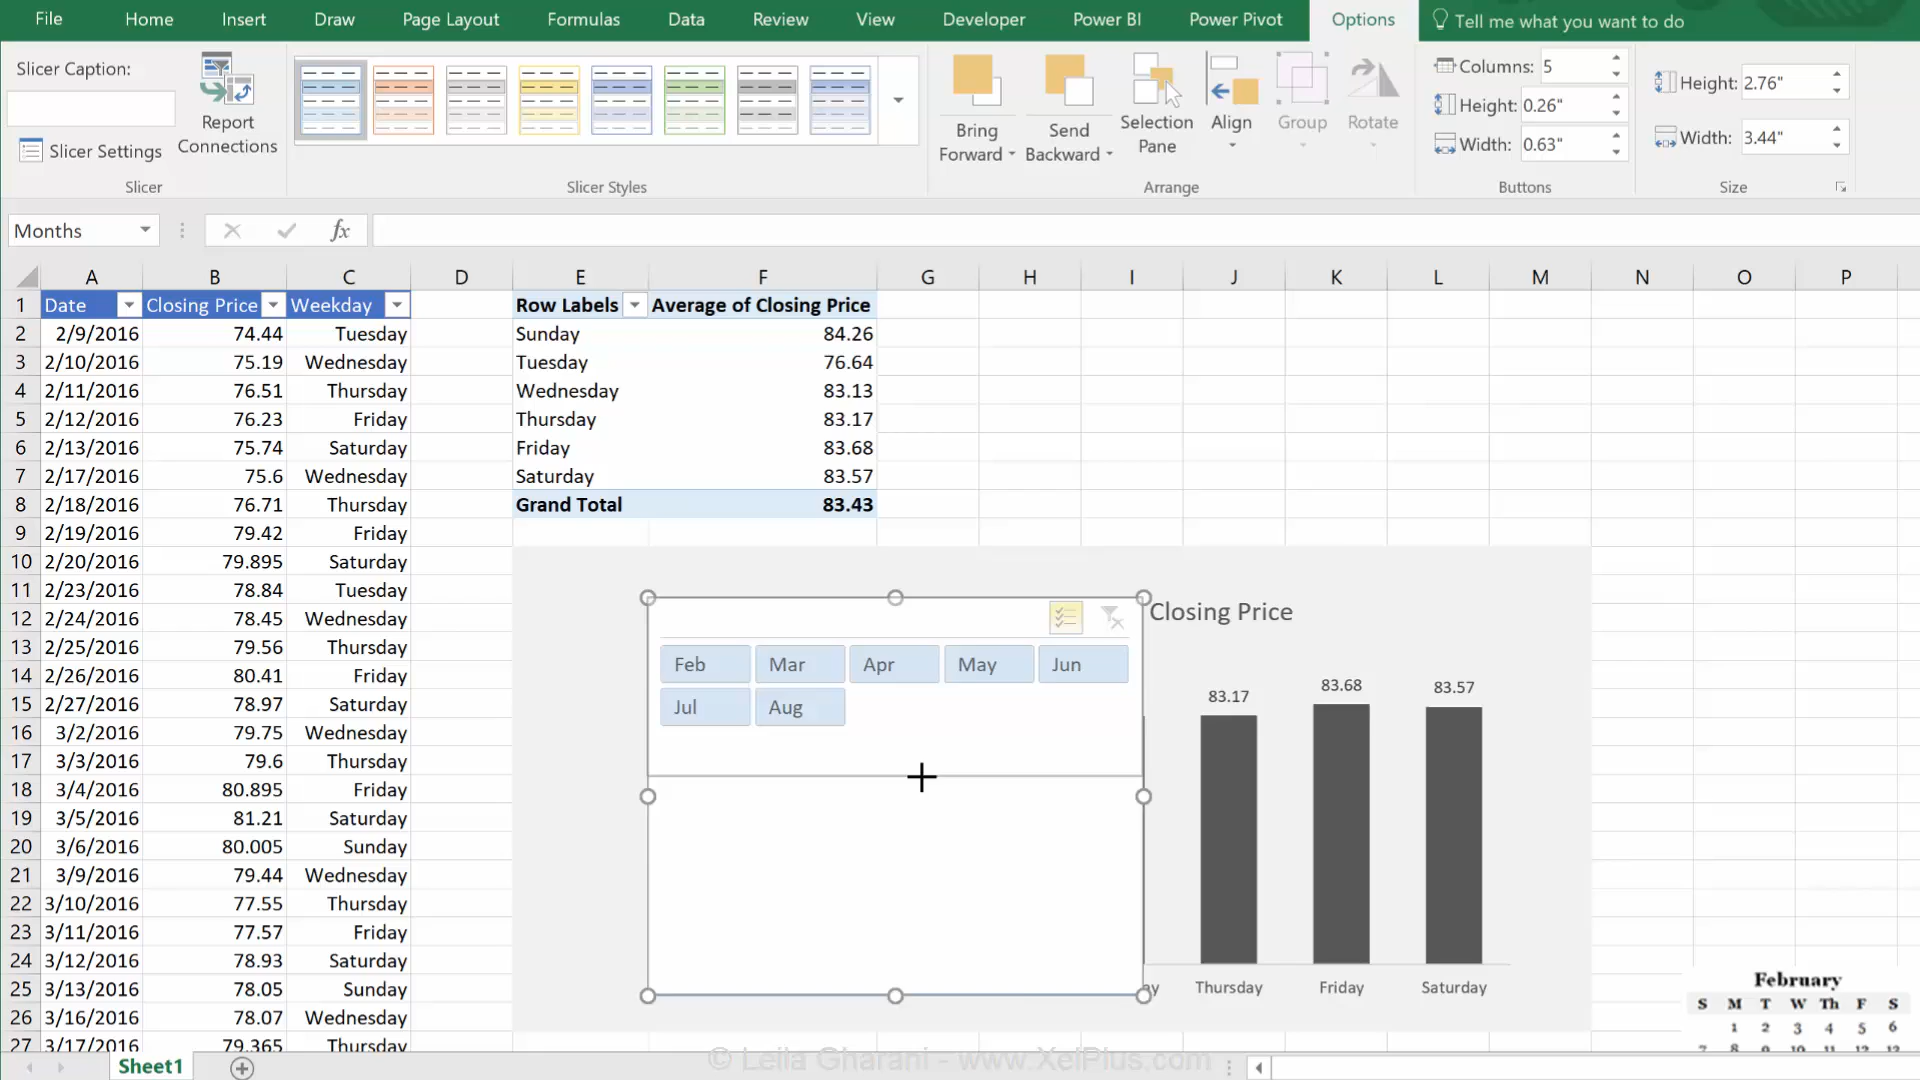 File Home Insert Draw Page Layout Formulas Data Review View Developer Power BI Power Pivot Options Tell me what you want to do
Slicer Caption:
Slicer Settings
Report
Connections
Slicer
Slicer Styles
Bring
Forward
Send
Backward
Selection
Pane
Align
Group
Rotate
Arrange
Columns: 5
Height: 0.26"
Width: 0.63"
Buttons
Height: 2.76"
Width: 3.44"
Size
Months fx
A B C D E F G H I J K L M N O P
1 Date Closing Price Weekday Row Labels Average of Closing Price
2 2/9/2016 74.44 Tuesday Sunday 84.26
3 2/10/2016 75.19 Wednesday Tuesday 76.64
4 2/11/2016 76.51 Thursday Wednesday 83.13
5 2/12/2016 76.23 Friday Thursday 83.17
6 2/13/2016 75.74 Saturday Friday 83.68
7 2/17/2016 75.6 Wednesday Saturday 83.57
8 2/18/2016 76.71 Thursday Grand Total 83.43
9 2/19/2016 79.42 Friday
10 2/20/2016 79.895 Saturday
11 2/23/2016 78.84 Tuesday
12 2/24/2016 78.45 Wednesday
13 2/25/2016 79.56 Thursday
14 2/26/2016 80.41 Friday
15 2/27/2016 78.97 Saturday
16 3/2/2016 79.75 Wednesday
17 3/3/2016 79.6 Thursday
18 3/4/2016 80.895 Friday
19 3/5/2016 81.21 Saturday
20 3/6/2016 80.005 Sunday
21 3/9/2016 79.44 Wednesday
22 3/10/2016 77.55 Thursday
23 3/11/2016 77.57 Friday
24 3/12/2016 78.93 Saturday
25 3/13/2016 78.05 Sunday
26 3/16/2016 78.07 Wednesday
27 3/17/2016 79.365 Thursday
Closing Price
Feb Mar Apr May Jun
Jul Aug
83.17 83.68 83.57
ay Thursday Friday Saturday
February
S M T W Th F S
1 2 3 4 5 6
7 8 9 10 11 12 13
Sheet1
© Leila Gharani - www.XelPlus.com